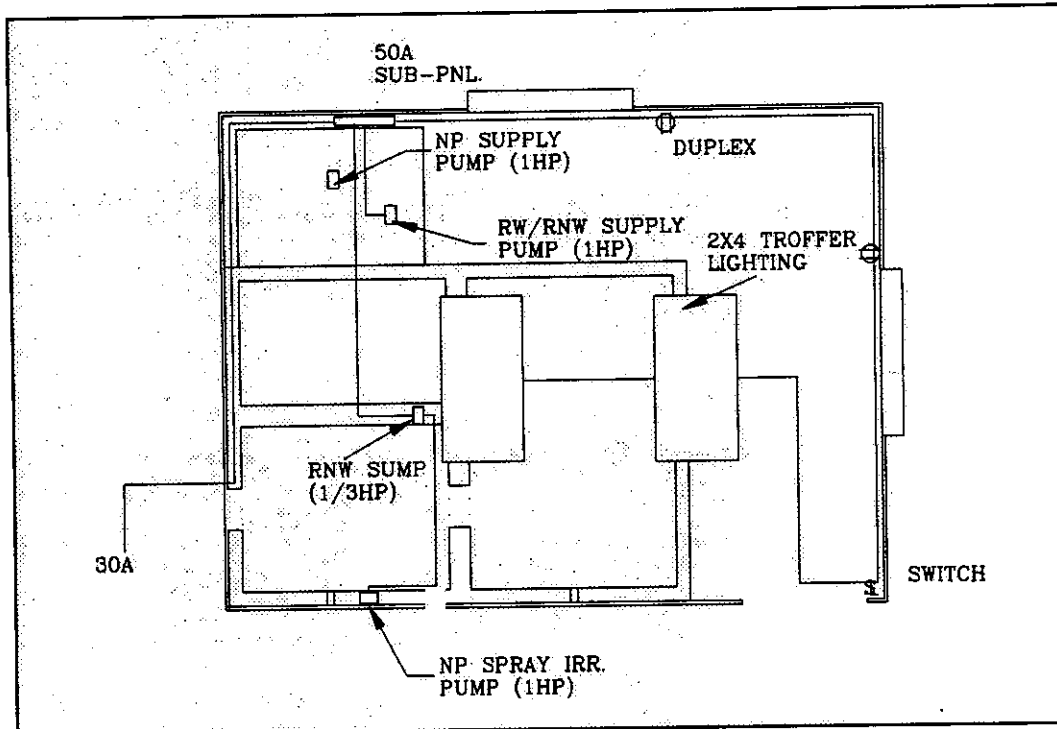 50A
SUB-PNL.
NP SUPPLY
PUMP (1HP)
DUPLEX
RW/RNW SUPPLY
PUMP (1HP)
2X4 TROFFER
LIGHTING
RNW SUMP
(1/3HP)
30A
SWITCH
NP SPRAY IRR.
PUMP (1HP)